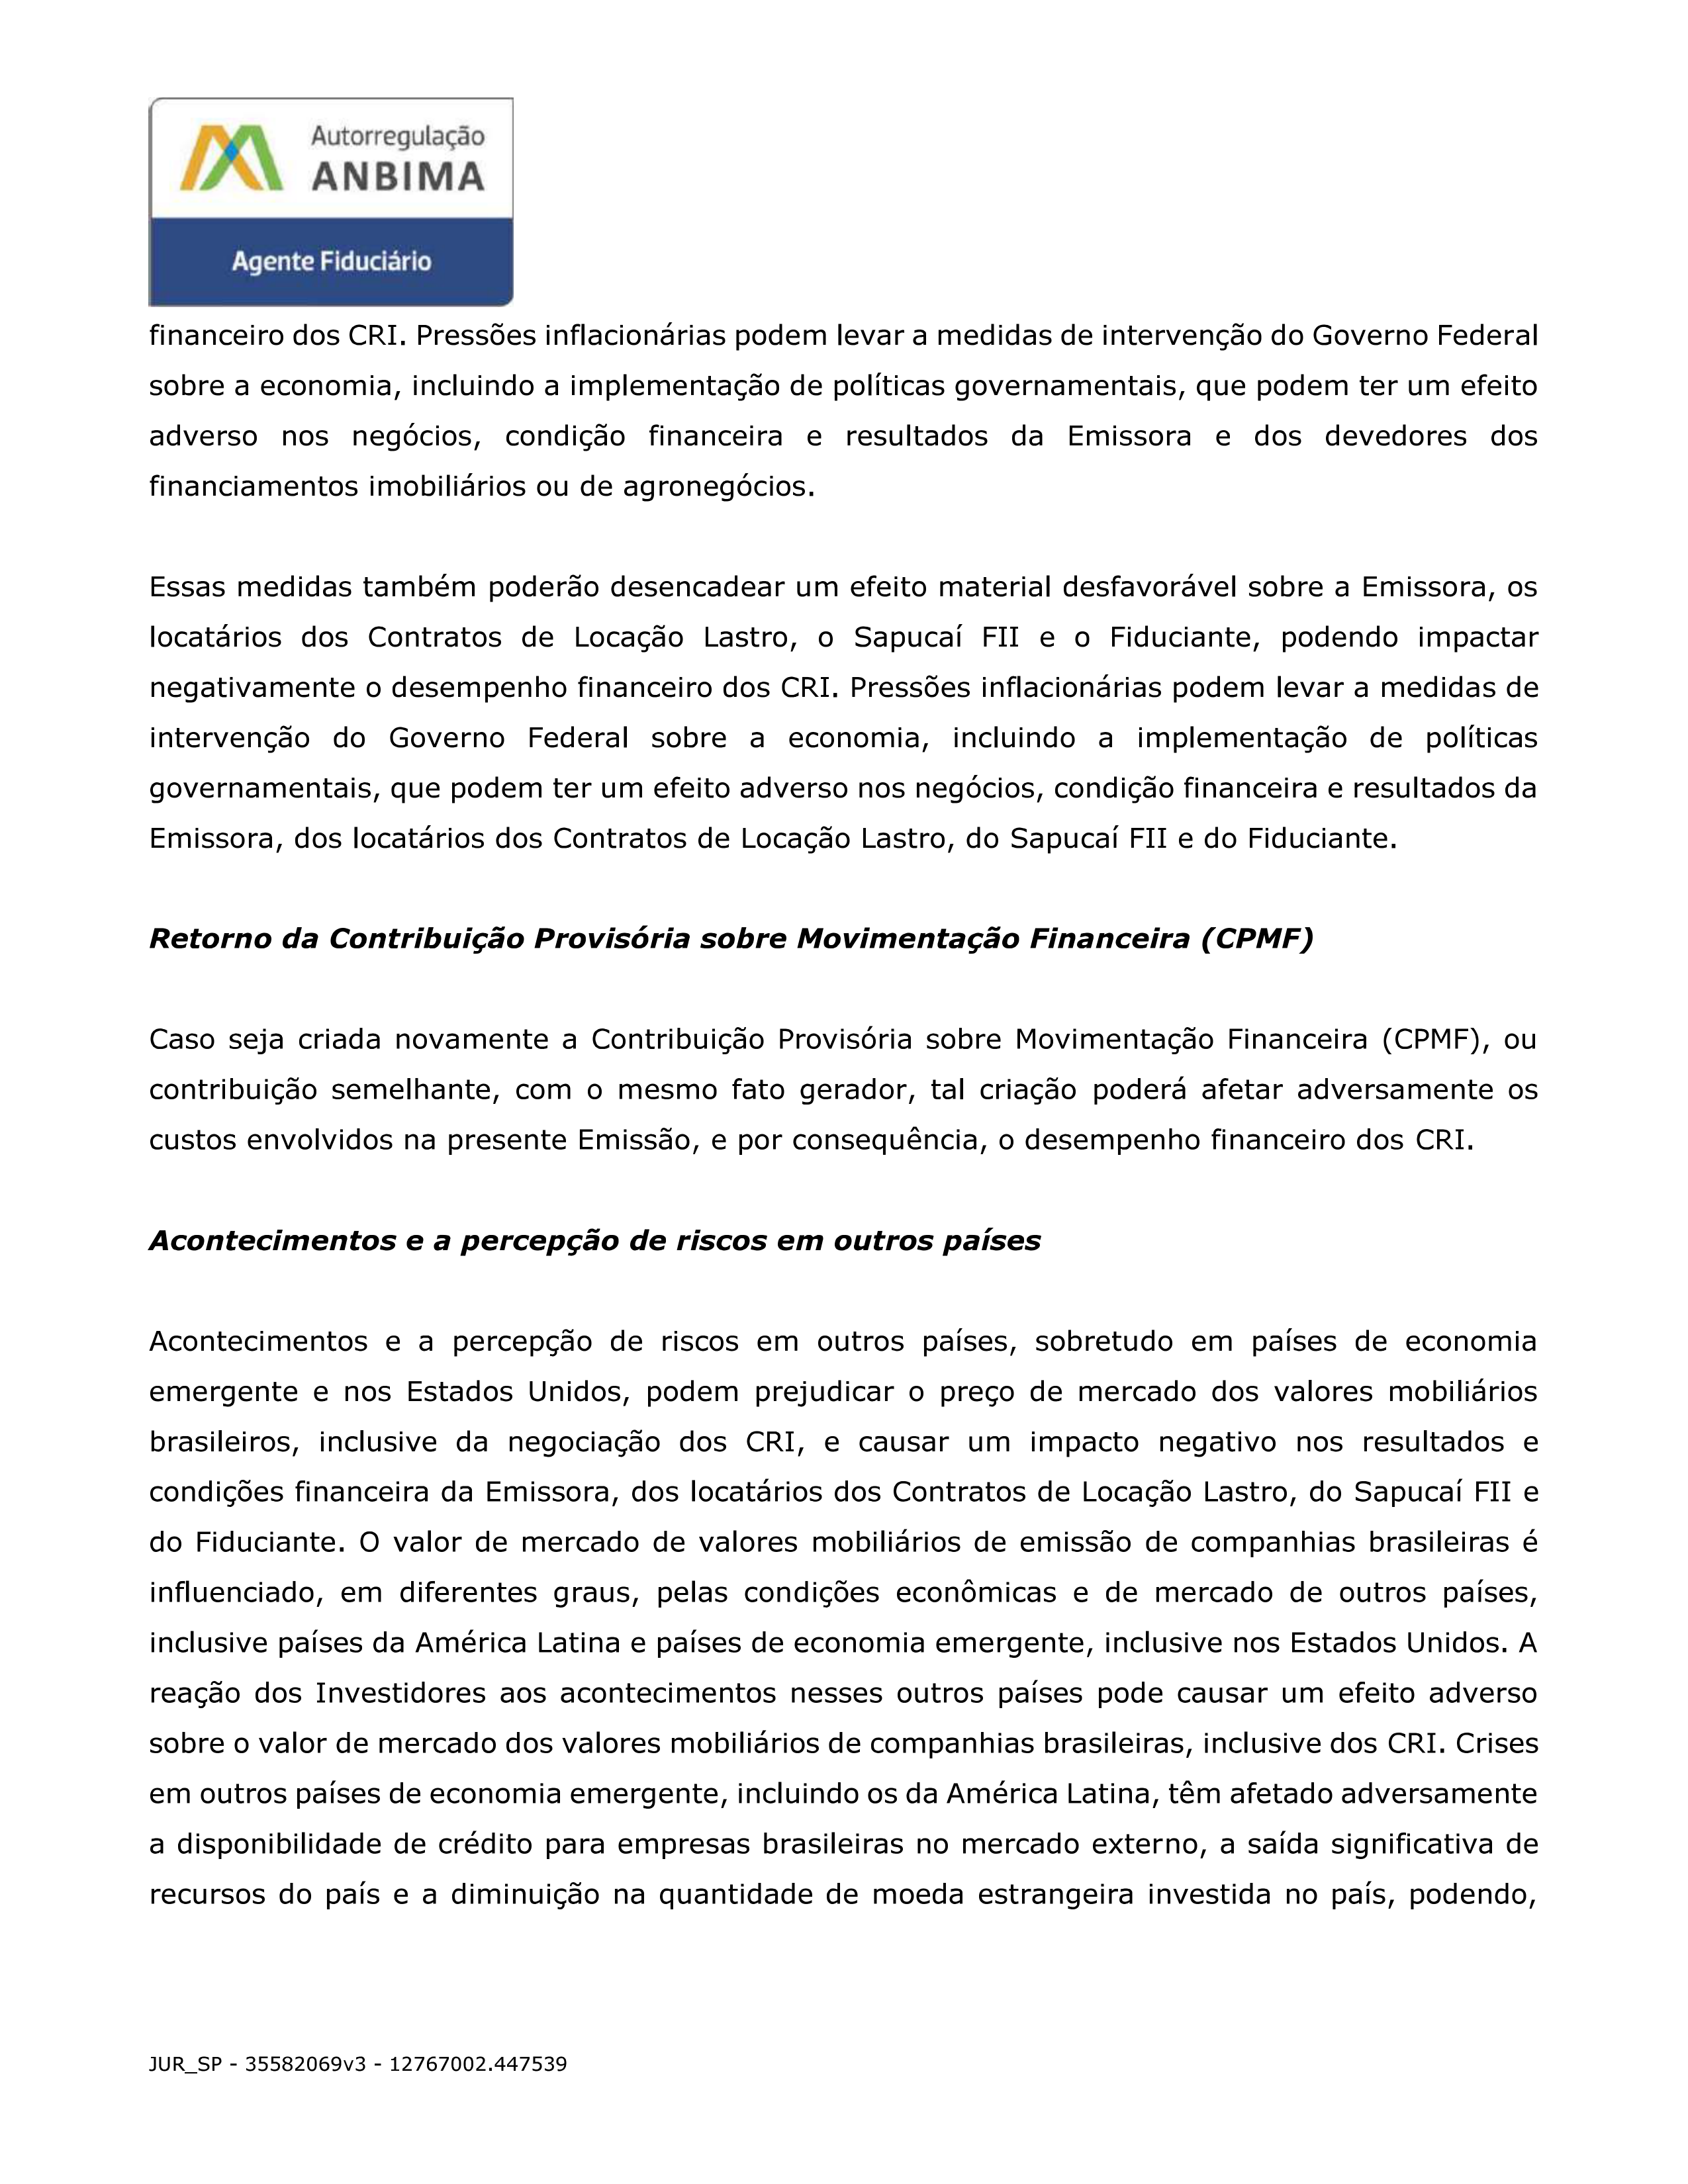 Autorregulação
ANBIMA
Agente Fiduciário
financeiro dos CRI. Pressões inflacionárias podem levar a medidas de intervenção do Governo Federal
sobre a economia, incluindo a implementação de políticas governamentais, que podem ter um efeito
adverso nos negócios, condição financeira e resultados da Emissora e dos devedores dos
financiamentos imobiliários ou de agronegócios.
Essas medidas também poderão desencadear um efeito material desfavorável sobre a Emissora, os
locatários dos Contratos de Locação Lastro, o Sapucaí FII e o Fiduciante, podendo impactar
negativamente o desempenho financeiro dos CRI. Pressões inflacionárias podem levar a medidas de
intervenção do Governo Federal sobre a economia, incluindo a implementação de políticas
governamentais, que podem ter um efeito adverso nos negócios, condição financeira e resultados da
Emissora, dos locatários dos Contratos de Locação Lastro, do Sapucaí FII e do Fiduciante.
Retorno da Contribuição Provisória sobre Movimentação Financeira (CPMF)
Caso seja criada novamente a Contribuição Provisória sobre Movimentação Financeira (CPMF), ou
contribuição semelhante, com o mesmo fato gerador, tal criação poderá afetar adversamente os
custos envolvidos na presente Emissão, e por consequência, o desempenho financeiro dos CRI.
Acontecimentos e a percepção de riscos em outros países
Acontecimentos e a percepção de riscos em outros países, sobretudo em países de economia
emergente e nos Estados Unidos, podem prejudicar o preço de mercado dos valores mobiliários
brasileiros, inclusive da negociação dos CRI, e causar um impacto negativo nos resultados e
condições financeira da Emissora, dos locatários dos Contratos de Locação Lastro, do Sapucaí FII e
do Fiduciante. O valor de mercado de valores mobiliários de emissão de companhias brasileiras é
influenciado, em diferentes graus, pelas condições econômicas e de mercado de outros países,
inclusive países da América Latina e países de economia emergente, inclusive nos Estados Unidos. A
reação dos Investidores aos acontecimentos nesses outros países pode causar um efeito adverso
sobre o valor de mercado dos valores mobiliários de companhias brasileiras, inclusive dos CRI. Crises
em outros países de economia emergente, incluindo os da América Latina, têm afetado adversamente
a disponibilidade de crédito para empresas brasileiras no mercado externo, a saída significativa de
recursos do país e a diminuição na quantidade de moeda estrangeira investida no país, podendo,
JUR_SP - 35582069v3 - 12767002.447539